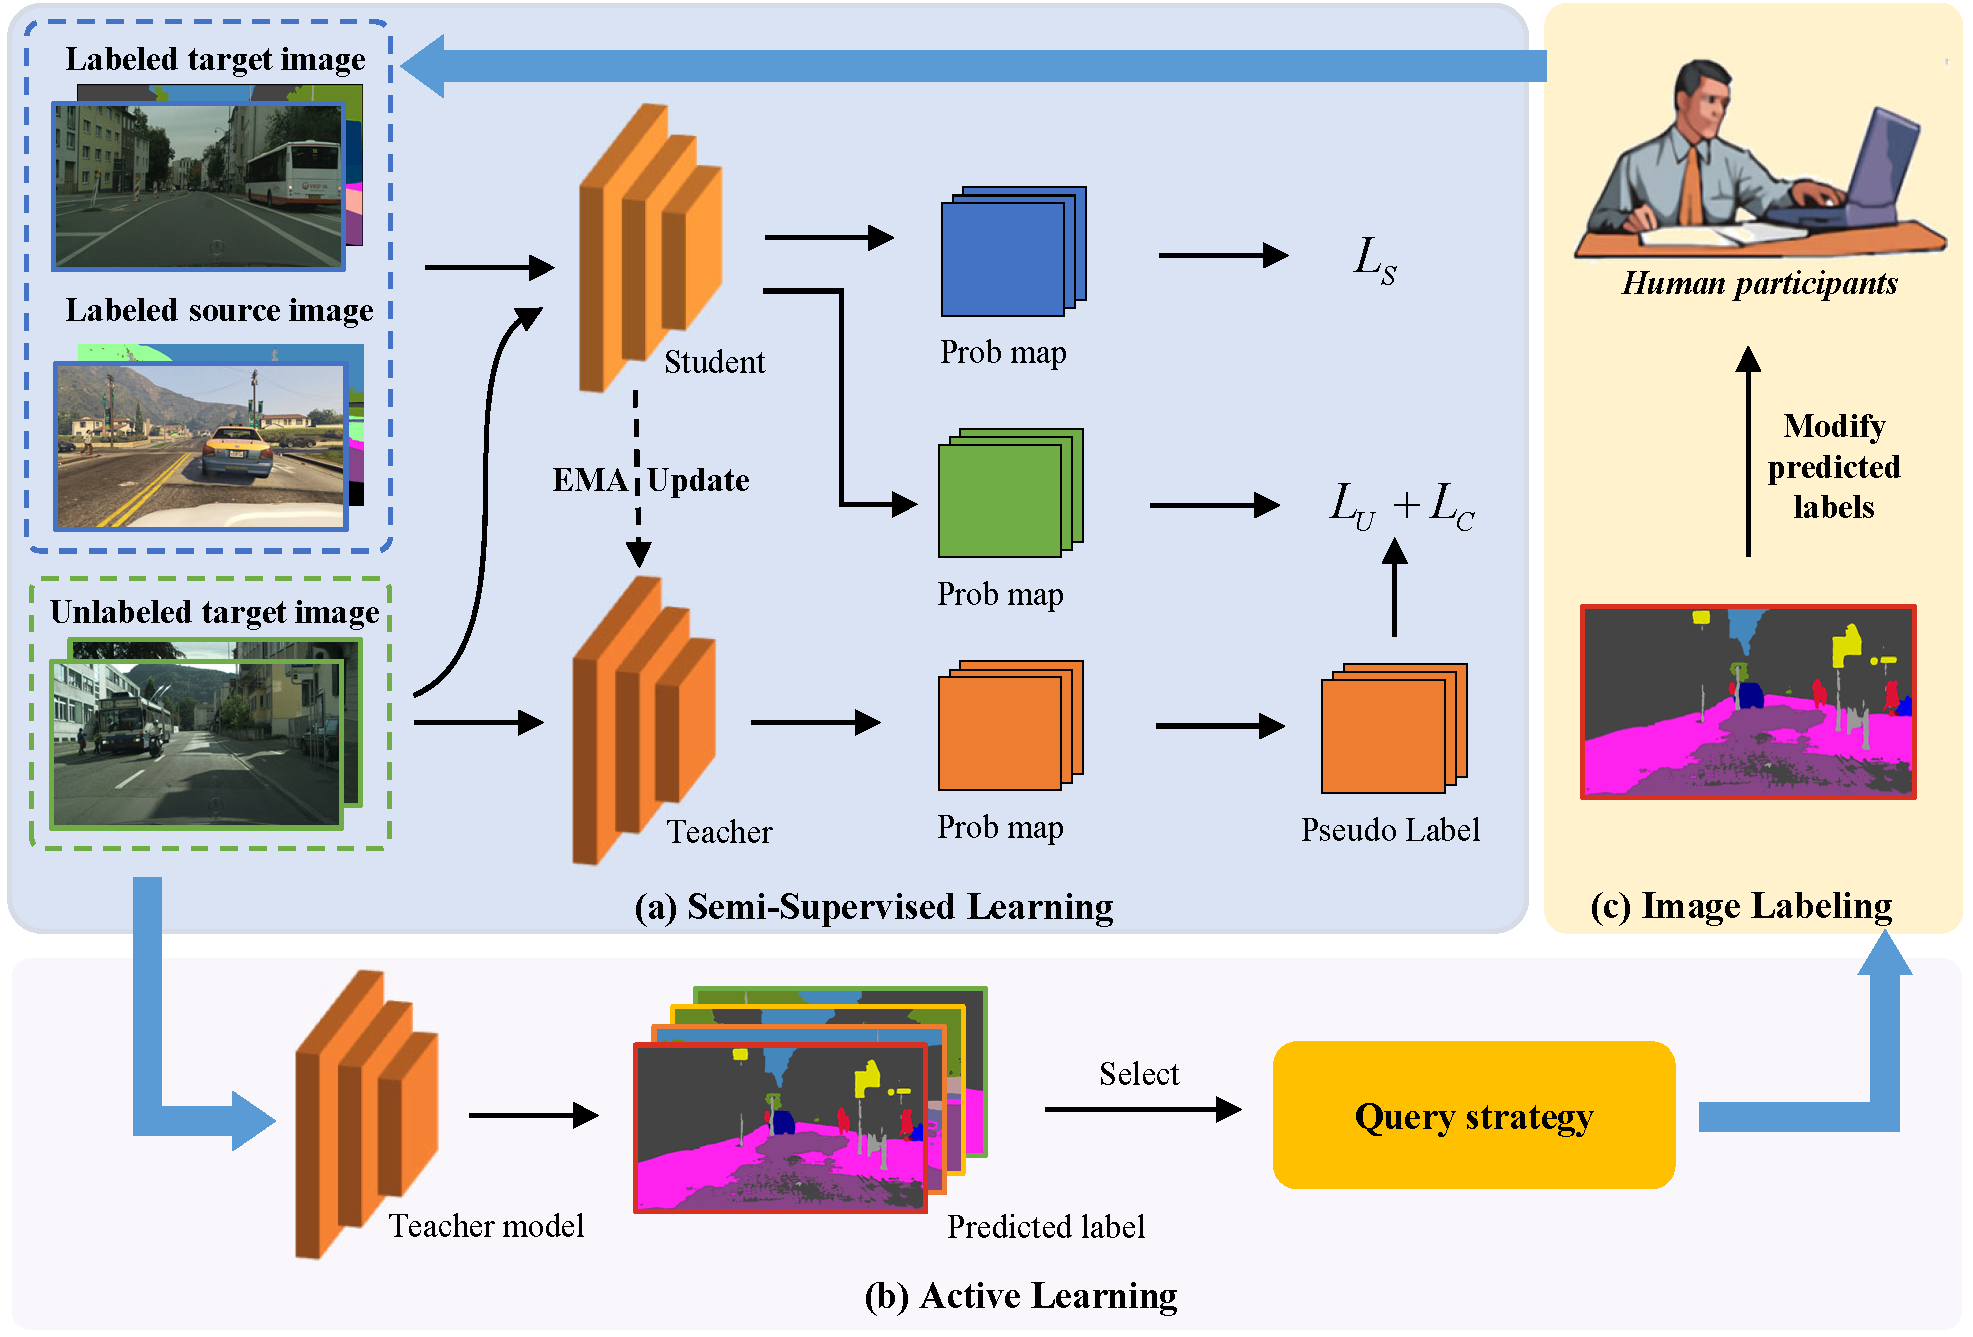 Labeled target image
Labeled source image
Unlabeled target image
Student
EMA Update
Teacher
Prob map
Prob map
Prob map
L_S
L_U + L_C
Pseudo Label
(a) Semi-Supervised Learning
Human participants
Modify
predicted
labels
(c) Image Labeling
Teacher model
Predicted label
Select
Query strategy
(b) Active Learning